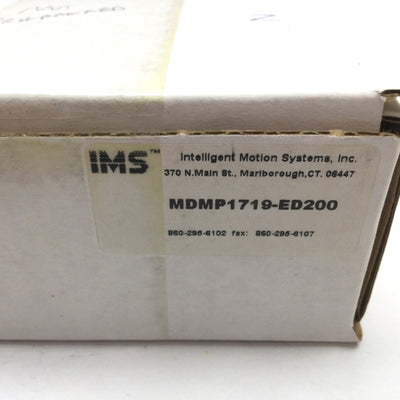 Z
IMS™
Intelligent Motion Systems, Inc.
370 N.Main St., Marlborough,CT. 06447
MDMP1719-ED200
860-295-6102 fax: 860-295-6107